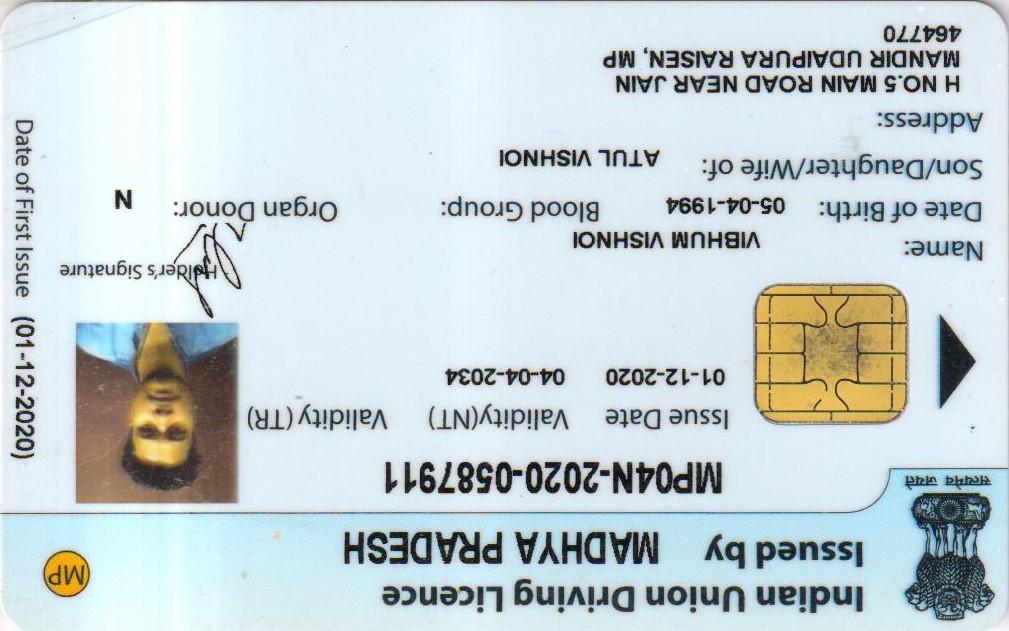 Indian Union Driving Licence
Issued by MADHYA PRADESH
MP
सत्यमेव जयते
MP04N-2020-0587911
Issue Date Validity(NT) Validity (TR)
01-12-2020 04-04-2034
Holder's Signature
Name: VIBHUM VISHNOI
Date of Birth: 05-04-1994 Blood Group: Organ Donor: N
Son/Daughter/Wife of: ATUL VISHNOI
Address:
H NO.5 MAIN ROAD NEAR JAIN
MANDIR UDAIPURA RAISEN, MP
464770
Date of First Issue (01-12-2020)